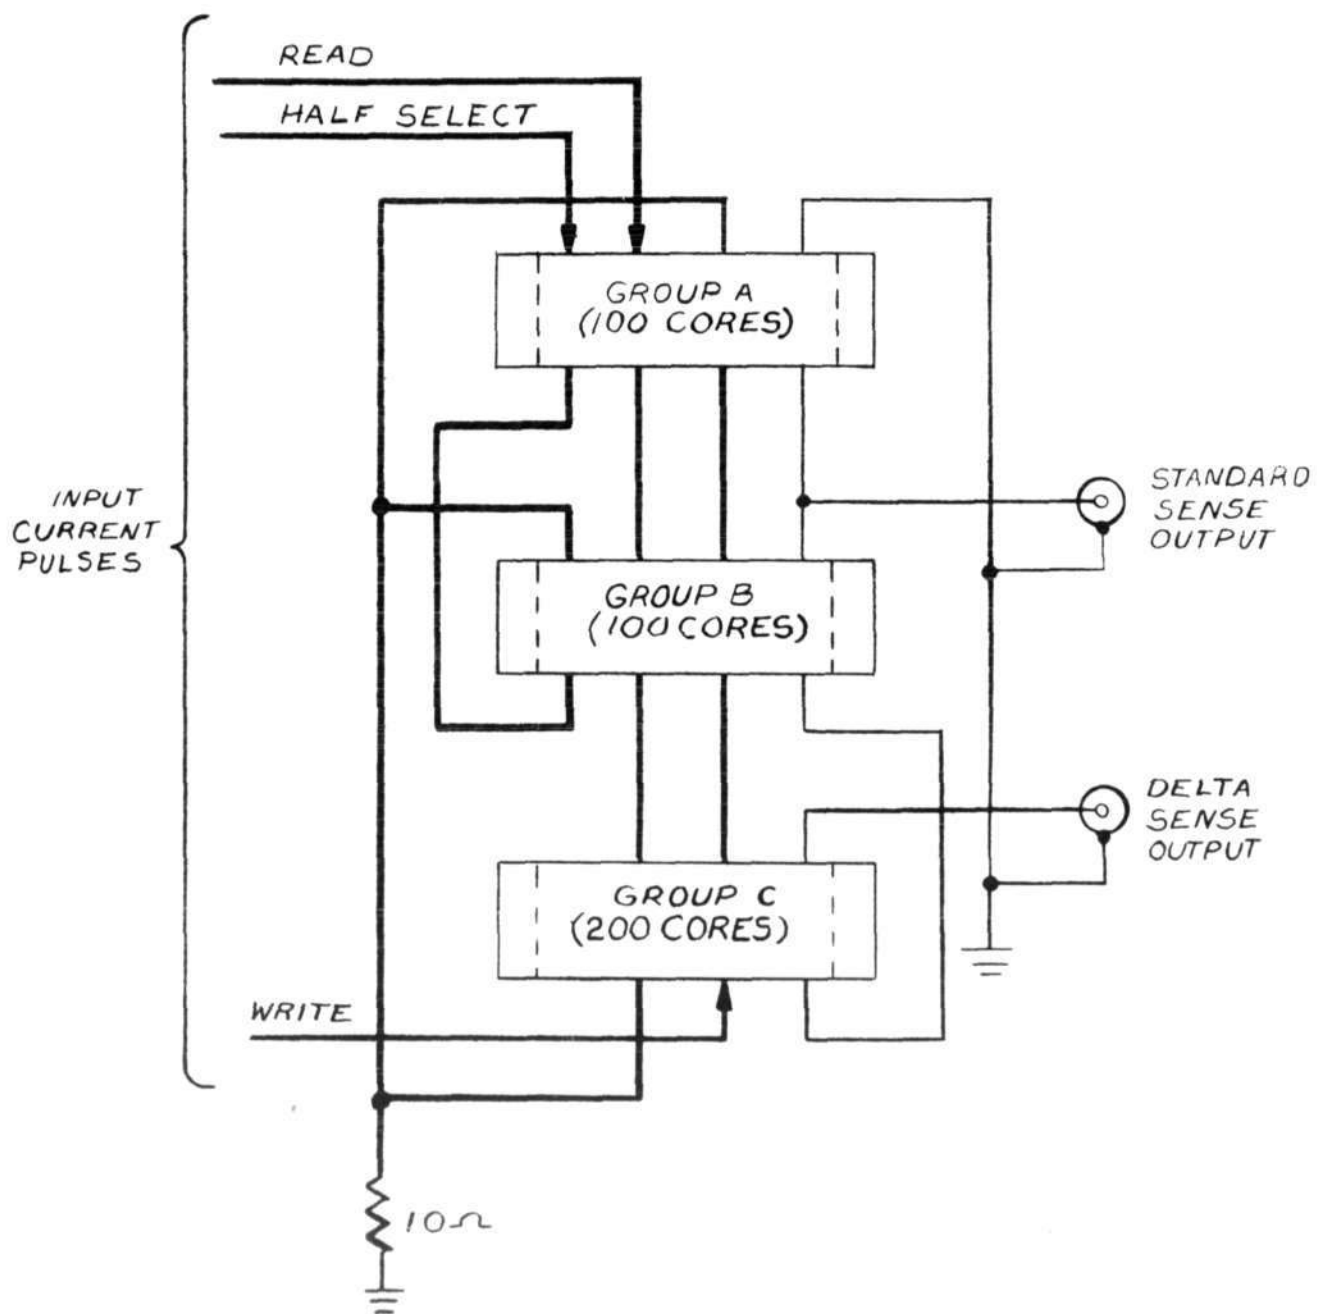 READ
HALF SELECT
GROUP A
(100 CORES)
INPUT
CURRENT
PULSES
STANDARD
SENSE
OUTPUT
GROUP B
(100 CORES)
DELTA
SENSE
OUTPUT
GROUP C
(200 CORES)
WRITE
10Ω